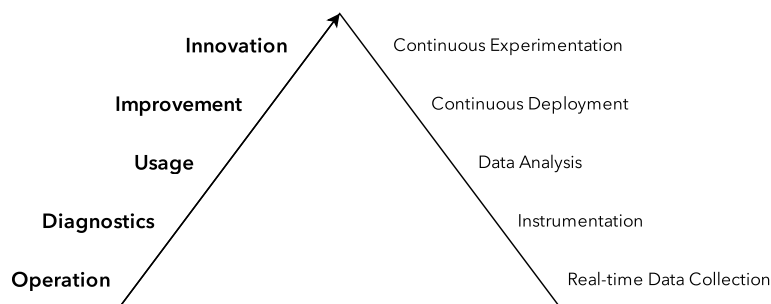 Innovation Continuous Experimentation
Improvement Continuous Deployment
Usage Data Analysis
Diagnostics Instrumentation
Operation Real-time Data Collection